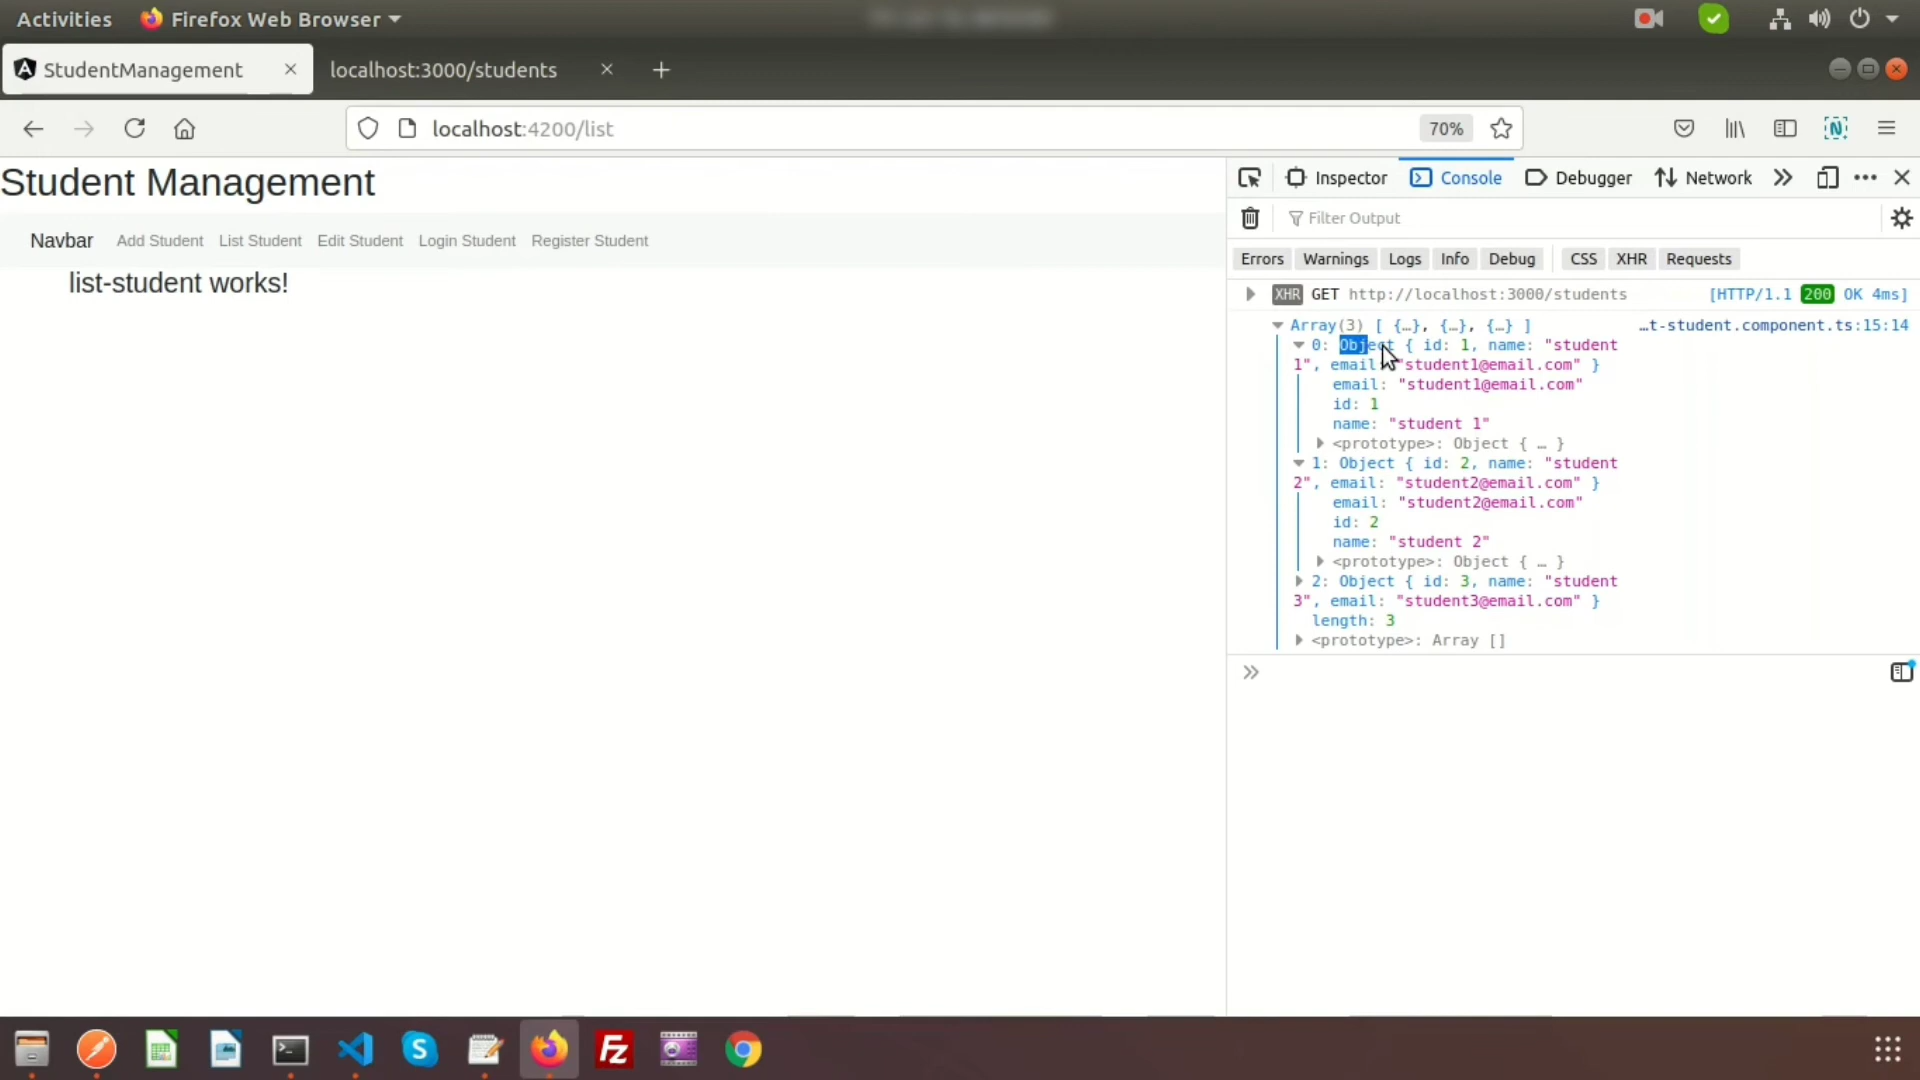 Activities Firefox Web Browser
StudentManagement localhost:3000/students
localhost:4200/list 70%
Student Management
Navbar Add Student List Student Edit Student Login Student Register Student
list-student works!
Inspector Console Debugger Network
Filter Output
Errors Warnings Logs Info Debug CSS XHR Requests
XHR GET http://localhost:3000/students [HTTP/1.1 200 OK 4ms]
Array(3) [ {…}, {…}, {…} ] …t-student.component.ts:15:14
0: Object { id: 1, name: "student
1", email: "student1@email.com" }
email: "student1@email.com"
id: 1
name: "student 1"
<prototype>: Object { … }
1: Object { id: 2, name: "student
2", email: "student2@email.com" }
email: "student2@email.com"
id: 2
name: "student 2"
<prototype>: Object { … }
2: Object { id: 3, name: "student
3", email: "student3@email.com" }
length: 3
<prototype>: Array []